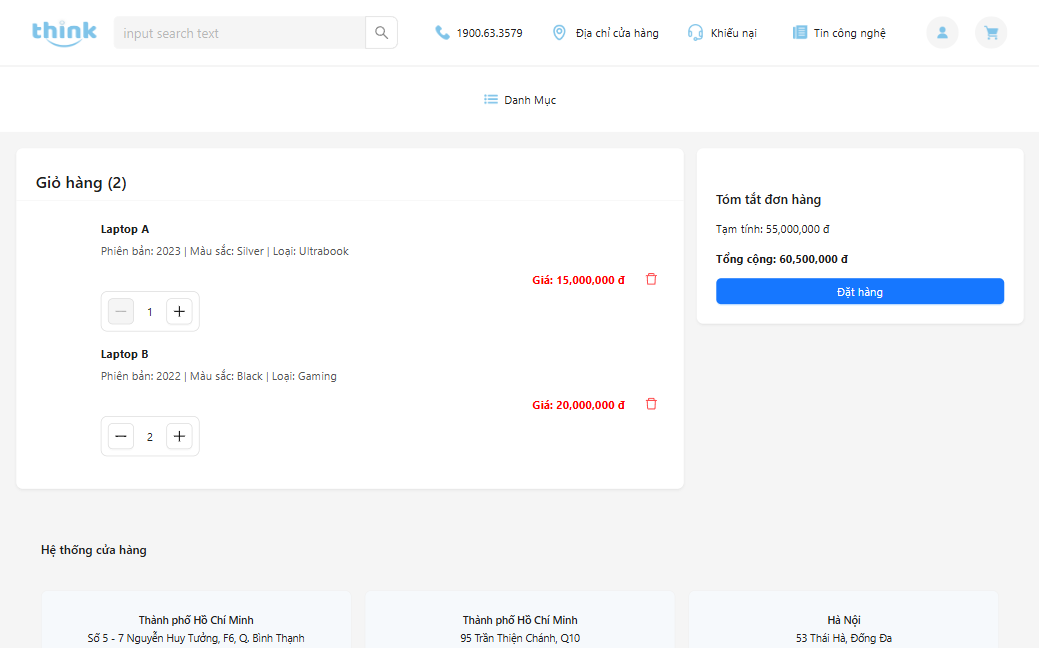 think
input search text
1900.63.3579
Địa chỉ cửa hàng
Khiếu nại
Tin công nghệ
Danh Mục
Giỏ hàng (2)
Laptop A
Phiên bản: 2023 | Màu sắc: Silver | Loại: Ultrabook
Giá: 15,000,000 đ
1
Laptop B
Phiên bản: 2022 | Màu sắc: Black | Loại: Gaming
Giá: 20,000,000 đ
2
Tóm tắt đơn hàng
Tạm tính: 55,000,000 đ
Tổng cộng: 60,500,000 đ
Đặt hàng
Hệ thống cửa hàng
Thành phố Hồ Chí Minh
Số 5 - 7 Nguyễn Huy Tưởng, F6, Q, Bình Thạnh
Thành phố Hồ Chí Minh
95 Trần Thiện Chánh, Q10
Hà Nội
53 Thái Hà, Đống Đa